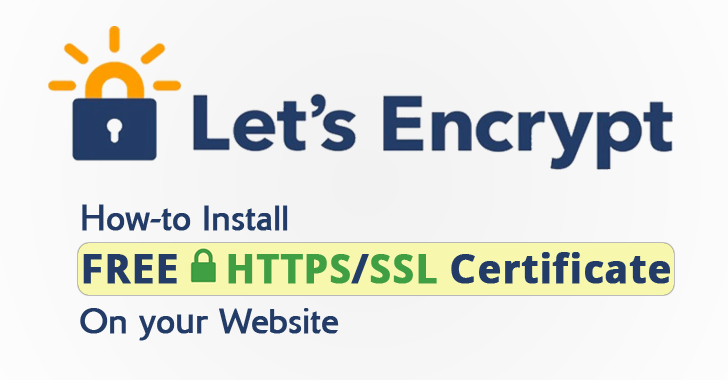 Let's Encrypt
How-to Install
FREE HTTPS/SSL Certificate
On your Website